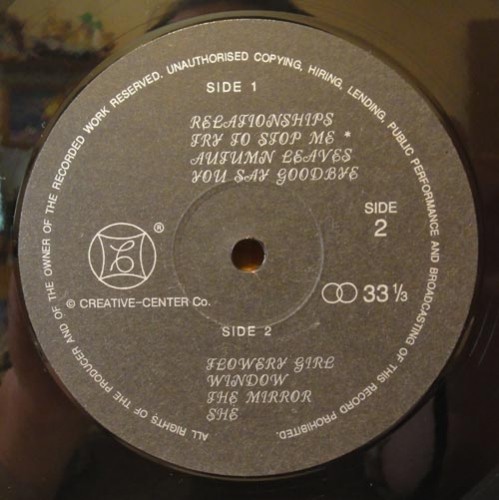 ALL RIGHTS OF THE PRODUCER AND OF THE OWNER OF THE RECORDED WORK RESERVED. UNAUTHORISED COPYING, HIRING, LENDING, PUBLIC PERFORMANCE AND BROADCASTING OF THIS RECORD PROHIBITED.
SIDE 1
RELATIONSHIPS
TRY TO STOP ME *
AUTUMN LEAVES
YOU SAY GOODBYE
SIDE
2
®
© CREATIVE-CENTER Co.
33 1/3
SIDE 2
FLOWERY GIRL
WINDOW
THE MIRROR
SHE